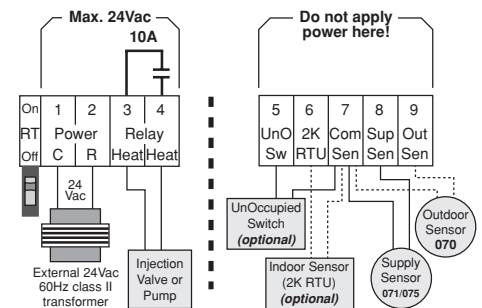 Max. 24Vac
10A
Do not apply
power here!
On 1 2 3 4
RT Power Relay
Off C R Heat Heat
5 6 7 8 9
UnO 2K Com Sup Out
Sw RTU Sen Sen Sen
24
Vac
External 24Vac
60Hz class II
transformer
Injection
Valve or
Pump
UnOccupied
Switch
(optional)
Indoor Sensor
(2K RTU)
(optional)
Supply
Sensor
071/075
Outdoor
Sensor
070